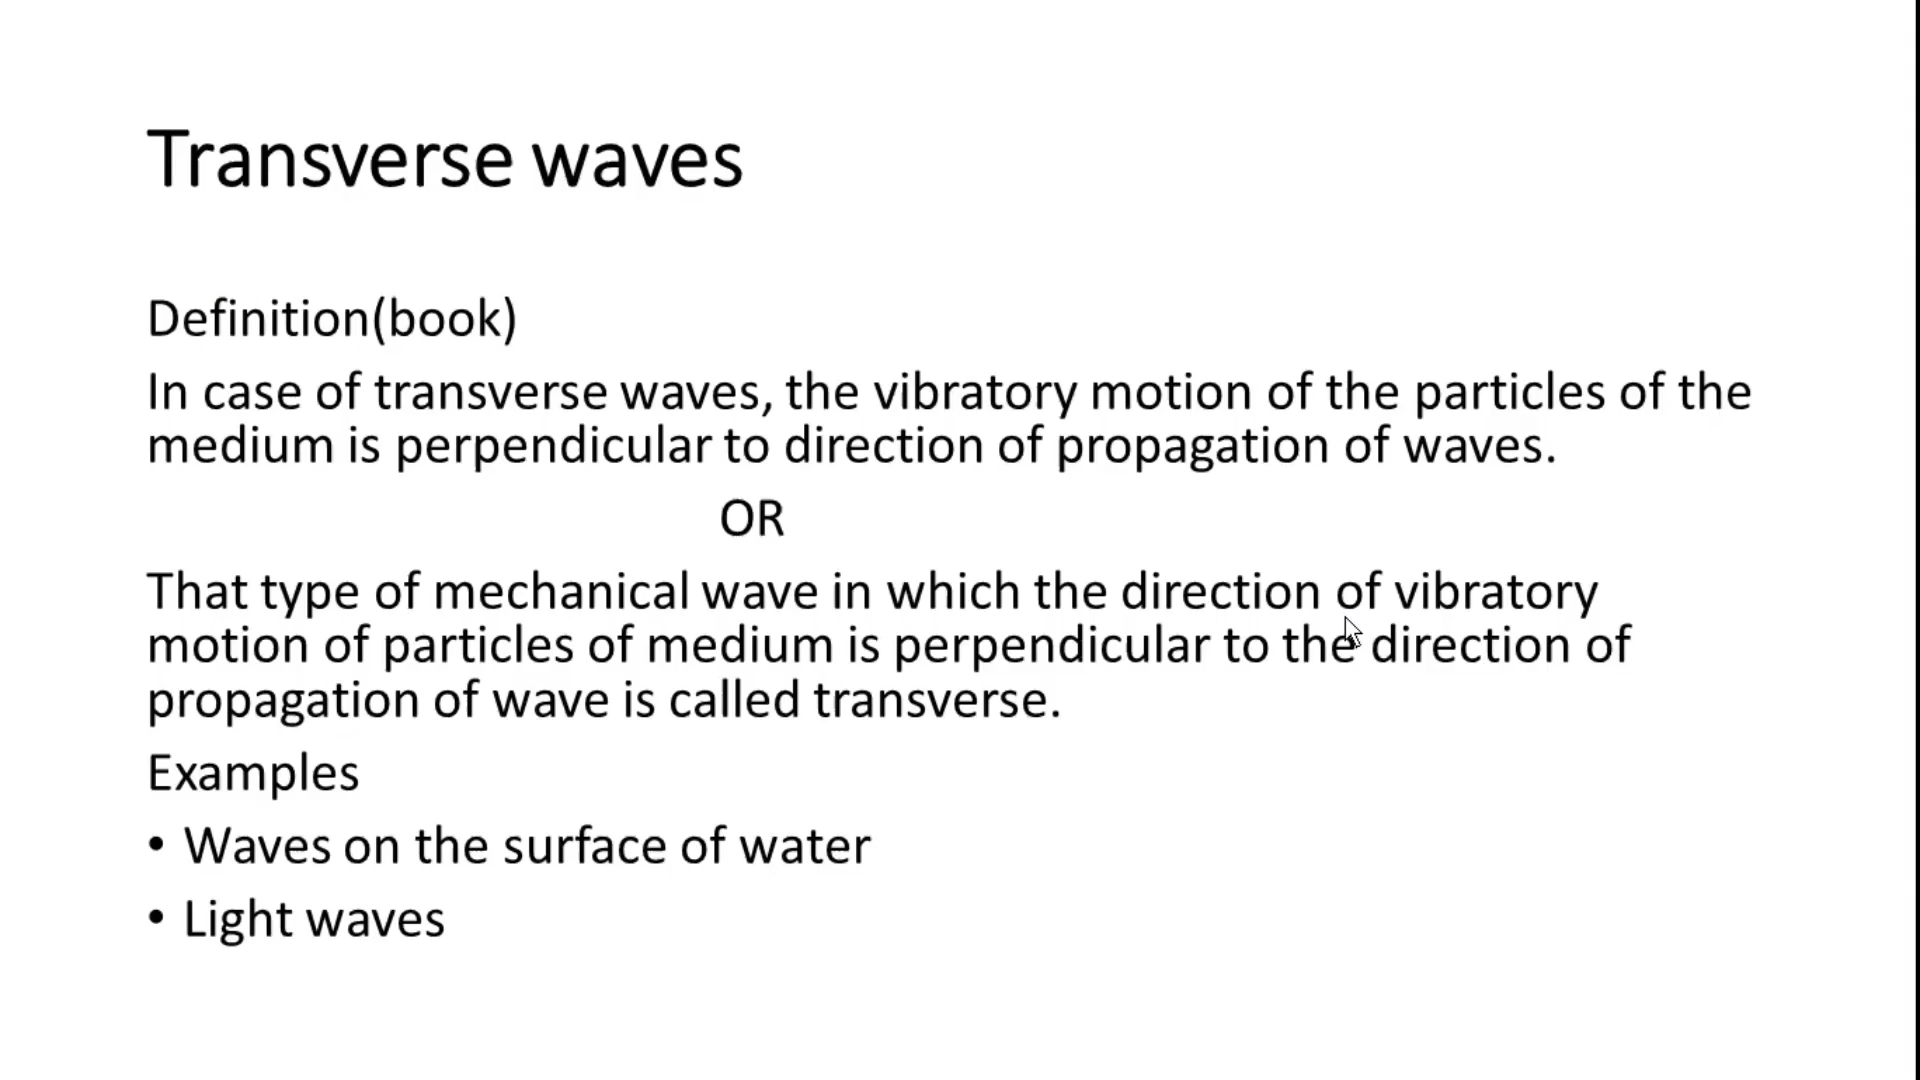 Transverse waves
Definition(book)
In case of transverse waves, the vibratory motion of the particles of the
medium is perpendicular to direction of propagation of waves.
OR
That type of mechanical wave in which the direction of vibratory
motion of particles of medium is perpendicular to the direction of
propagation of wave is called transverse.
Examples
• Waves on the surface of water
• Light waves